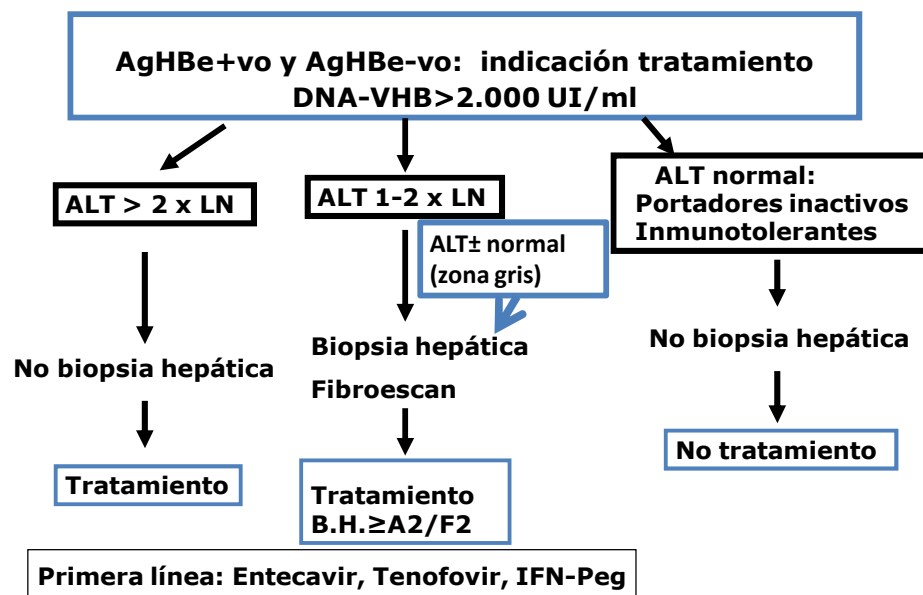 AgHBe+vo y AgHBe-vo: indicación tratamiento
DNA-VHB>2.000 UI/ml
ALT > 2 x LN
No biopsia hepática
Tratamiento
ALT 1-2 x LN
ALT± normal
(zona gris)
Biopsia hepática
Fibroescan
Tratamiento
B.H.≥A2/F2
ALT normal:
Portadores inactivos
Inmunotolerantes
No biopsia hepática
No tratamiento
Primera línea: Entecavir, Tenofovir, IFN-Peg